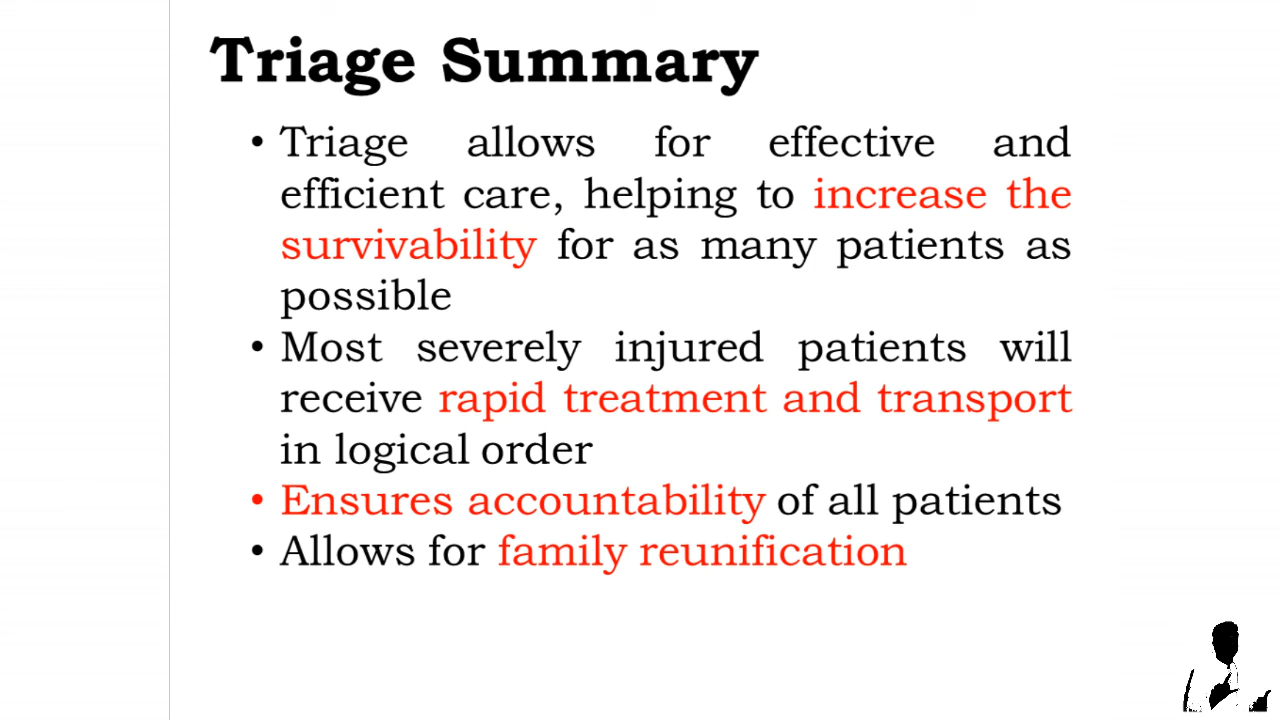 Triage Summary
• Triage allows for effective and
efficient care, helping to increase the
survivability for as many patients as
possible
• Most severely injured patients will
receive rapid treatment and transport
in logical order
• Ensures accountability of all patients
• Allows for family reunification